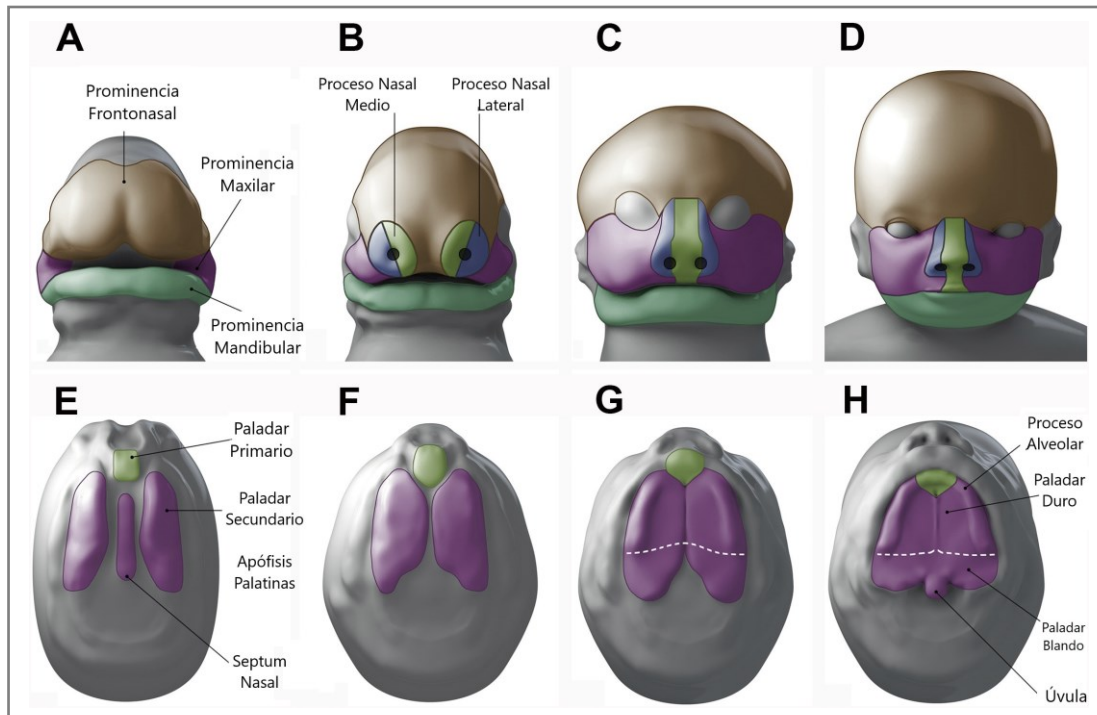 A
B
C
D
Prominencia
Frontonasal
Prominencia
Maxilar
Prominencia
Mandibular
Proceso Nasal
Medio
Proceso Nasal
Lateral
E
F
G
H
Paladar
Primario
Paladar
Secundario
Apófisis
Palatinas
Septum
Nasal
Proceso
Alveolar
Paladar
Duro
Paladar
Blando
Úvula